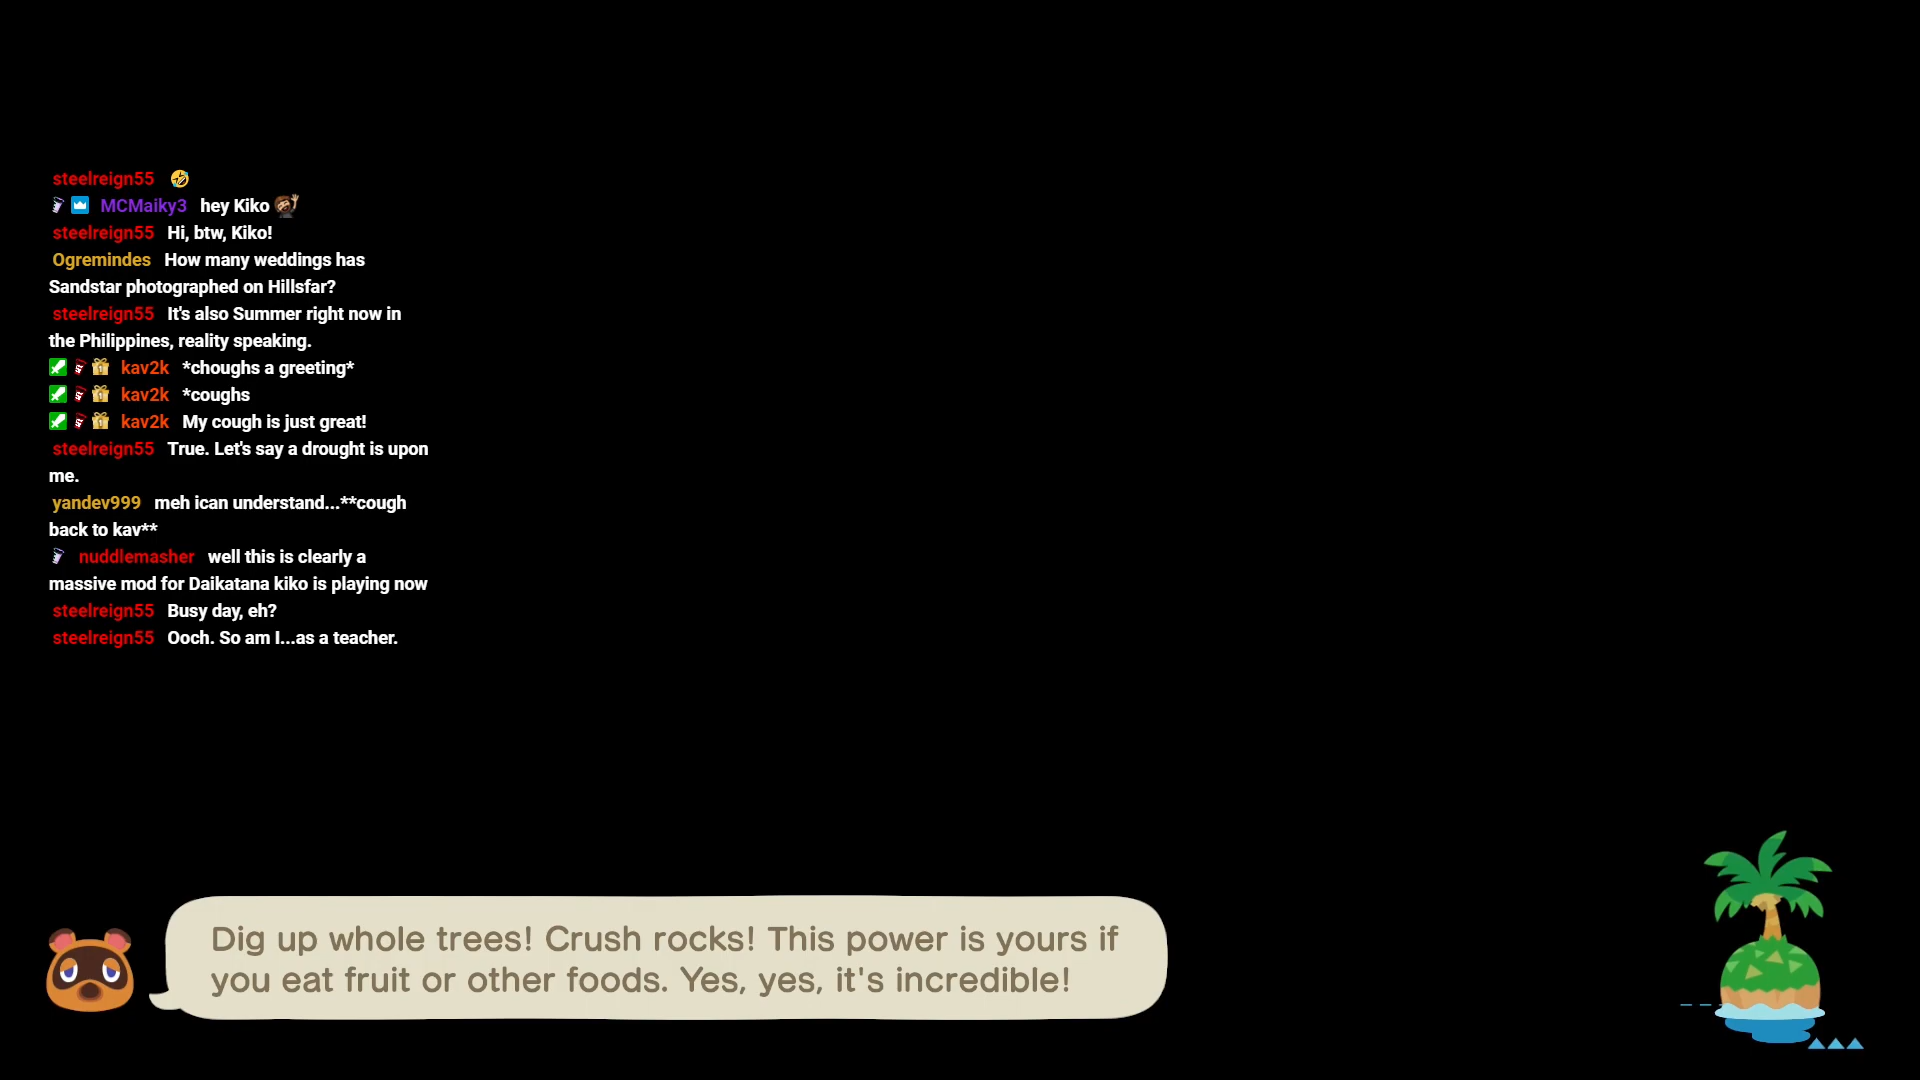 steelreign55 🤣
MCMaiky3 hey Kiko
steelreign55 Hi, btw, Kiko!
Ogremindes How many weddings has
Sandstar photographed on Hillsfar?
steelreign55 It's also Summer right now in
the Philippines, reality speaking.
kav2k *choughs a greeting*
kav2k *coughs
kav2k My cough is just great!
steelreign55 True. Let's say a drought is upon
me.
yandev999 meh ican understand...**cough
back to kav**
nuddlemasher well this is clearly a
massive mod for Daikatana kiko is playing now
steelreign55 Busy day, eh?
steelreign55 Ooch. So am I...as a teacher.
Dig up whole trees! Crush rocks! This power is yours if
you eat fruit or other foods. Yes, yes, it's incredible!